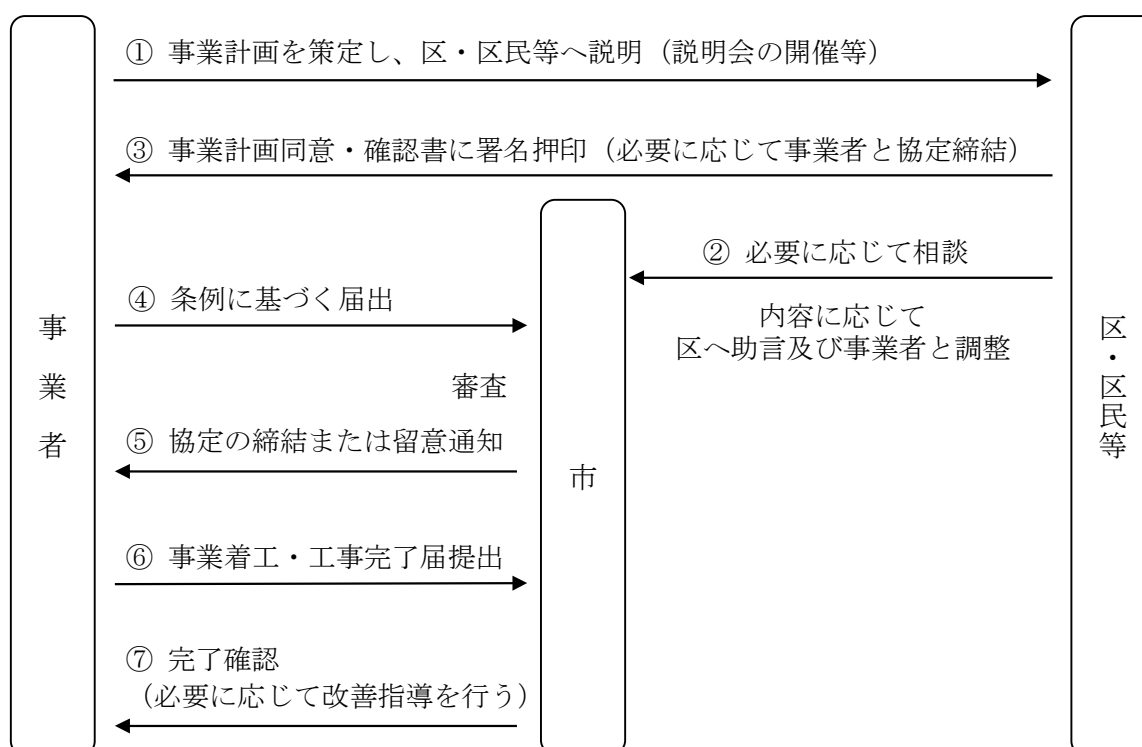 ① 事業計画を策定し、区・区民等へ説明（説明会の開催等）
③ 事業計画同意・確認書に署名押印（必要に応じて事業者と協定締結）
② 必要に応じて相談
④ 条例に基づく届出
内容に応じて
区へ助言及び事業者と調整
事業者
区・区民等
審査
⑤ 協定の締結または留意通知
市
⑥ 事業着工・工事完了届提出
⑦ 完了確認
（必要に応じて改善指導を行う）